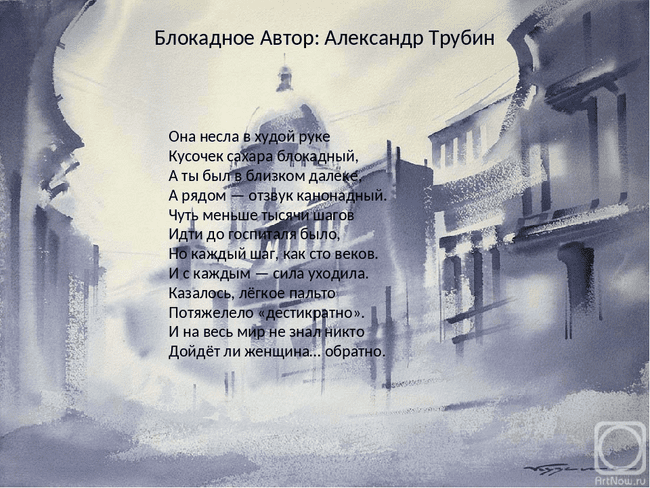 Блокадное Автор: Александр Трубин
Она несла в худой руке
Кусочек сахара блокадный,
А ты был в близком далёке,
А рядом — отзвук канонадный.
Чуть меньше тысячи шагов
Идти до госпиталя было,
Но каждый шаг, как сто веков.
И с каждым — сила уходила.
Казалось, лёгкое пальто
Потяжелело «дестикратно».
И на весь мир не знал никто
Дойдёт ли женщина… обратно.
ArtNow.ru